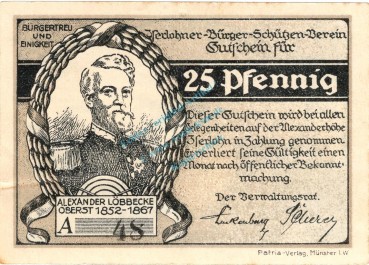 BÜRGERTREU
UND
EINIGKEIT
Iserlohner-Bürger-Schützen-Verein
Gutschein für
25 Pfennig
Dieser Gutschein wird bei allen
Gelegenheiten auf der Alexanderhöhe
Iserlohn in Zahlung genommen.
Er verliert seine Gültigkeit einen
Monat nach öffentlicher Bekannt-
machung.
Der Verwaltungsrat.
ALEXANDER LÖBBECKE
OBERST 1852-1867
A 48
Patria-Verlag, Münster i.W